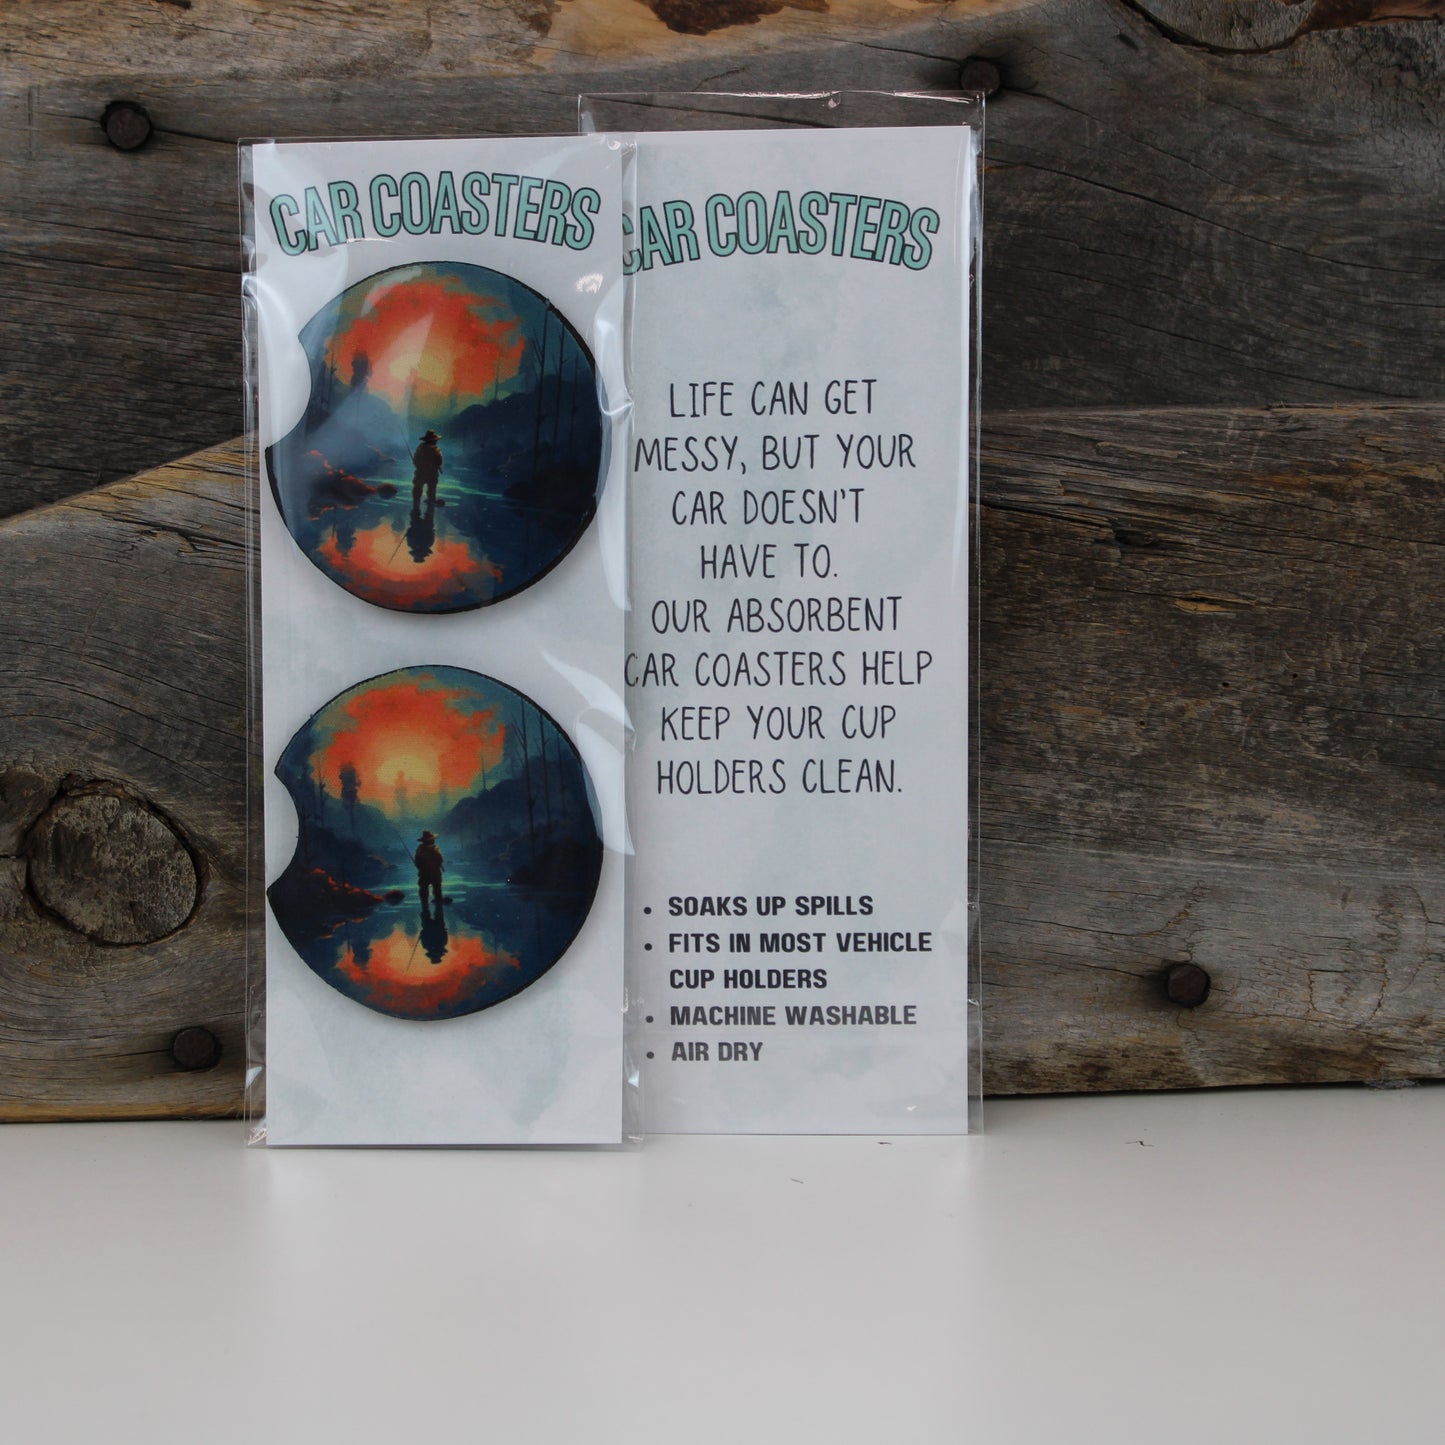 CAR COASTERS
CAR COASTERS
LIFE CAN GET
MESSY, BUT YOUR
CAR DOESN'T
HAVE TO.
OUR ABSORBENT
CAR COASTERS HELP
KEEP YOUR CUP
HOLDERS CLEAN.
• SOAKS UP SPILLS
• FITS IN MOST VEHICLE
CUP HOLDERS
• MACHINE WASHABLE
• AIR DRY